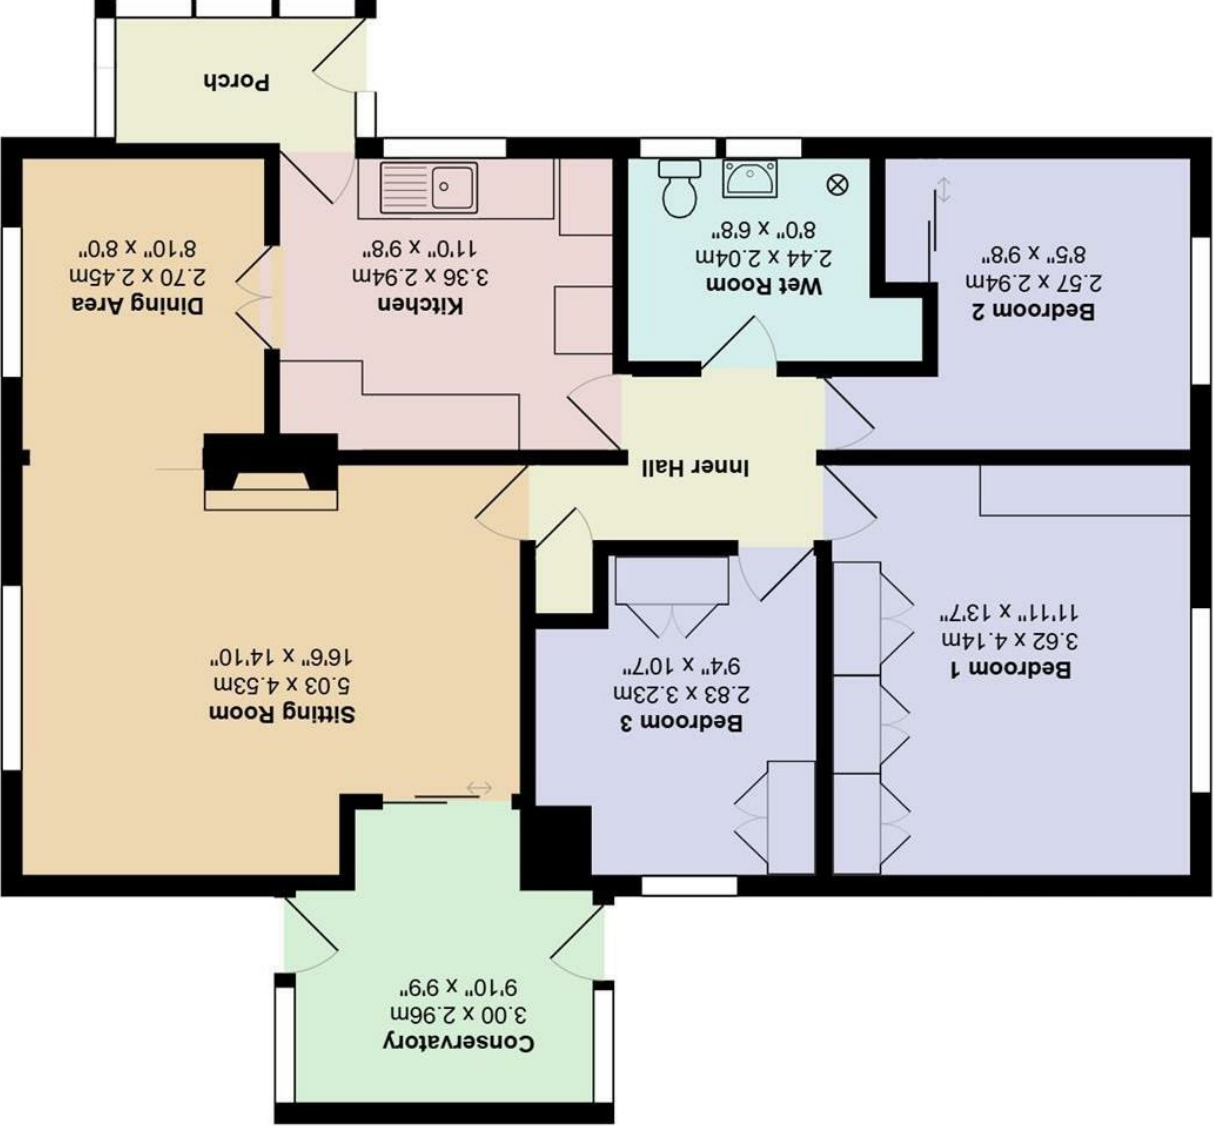 Conservatory
3.00 x 2.96m
9'10" x 9'9"
Bedroom 1
3.62 x 4.14m
11'11" x 13'7"
Bedroom 3
2.83 x 3.23m
9'4" x 10'7"
Sitting Room
5.03 x 4.53m
16'6" x 14'10"
Inner Hall
Bedroom 2
2.57 x 2.94m
8'5" x 9'8"
Wet Room
2.44 x 2.04m
8'0" x 6'8"
Kitchen
3.36 x 2.94m
11'0" x 9'8"
Dining Area
2.70 x 2.45m
8'10" x 8'0"
Porch